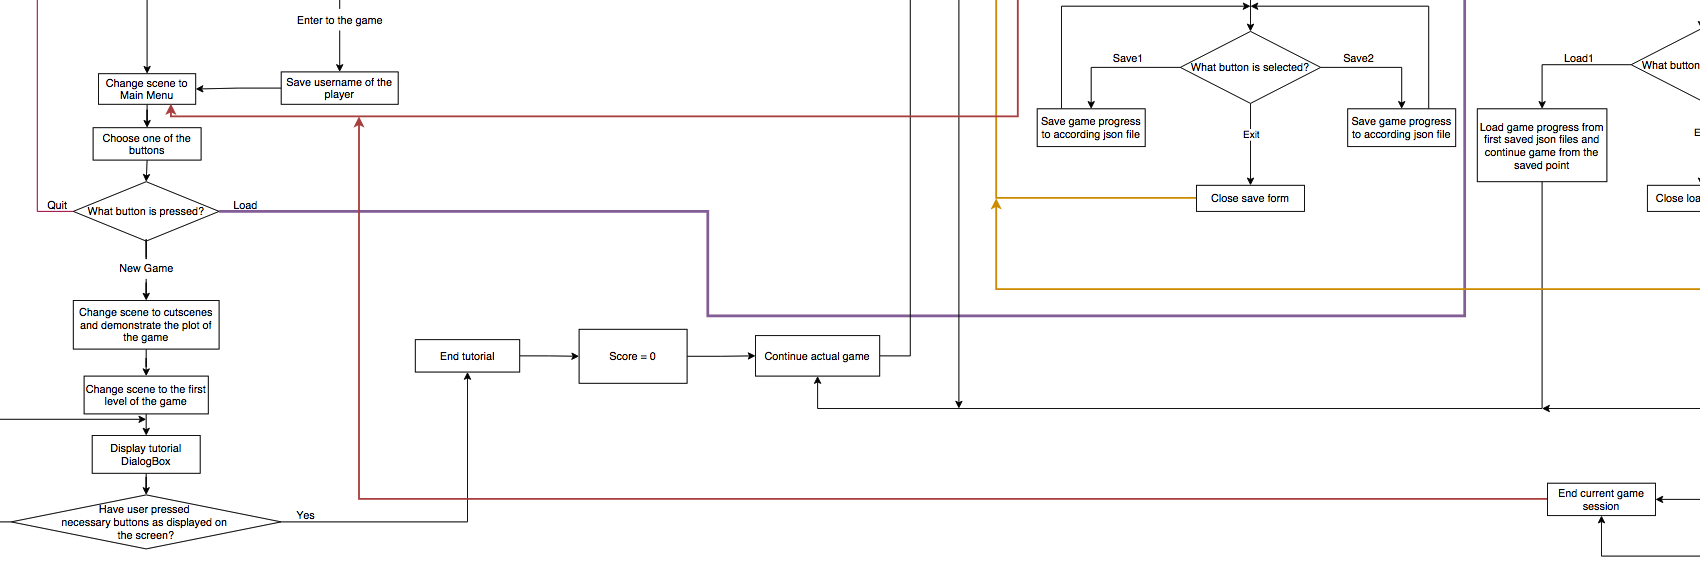 Enter to the game
Change scene to
Main Menu
Save username of the
player
Choose one of the
buttons
Quit
What button is pressed?
Load
New Game
Change scene to cutscenes
and demonstrate the plot of
the game
Change scene to the first
level of the game
Display tutorial
DialogBox
Have user pressed
necessary buttons as displayed on
the screen?
Yes
End tutorial
Score = 0
Continue actual game
Save1
What button is selected?
Save2
Save game progress
to according json file
Save game progress
to according json file
Exit
Close save form
Load1
What button
Load game progress from
first saved json files and
continue game from the
saved point
E
Close loa
End current game
session